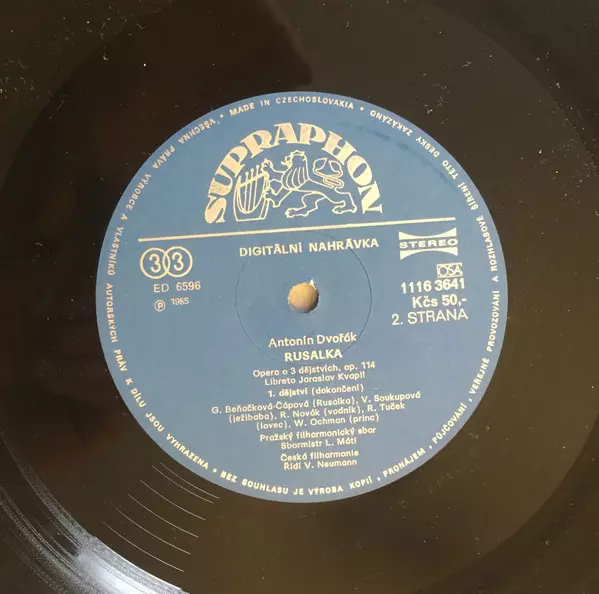 • MADE IN CZECHOSLOVAKIA • VŠECHNA PRÁVA VÝROBCE A VLASTNÍKŮ AUTORSKÝCH PRÁV K DÍLU JSOU VYHRAZENA • BEZ SOUHLASU JE VÝROBA KOPIÍ, PRONÁJEM, PŮJČOVÁNÍ, VEŘEJNÉ PROVOZOVÁNÍ A ROZHLASOVÉ ŠÍŘENÍ TÉTO DESKY ZAKÁZÁNO
SUPRAPHON
DIGITÁLNÍ NAHRÁVKA
STEREO
33
ED 6596
Ⓟ 1985
OSA
1116 3641
Kčs 50,-
2. STRANA
Antonín Dvořák
RUSALKA
Opera o 3 dějstvích, op. 114
Libreto Jaroslav Kvapil
1. dějství (dokončení)
G. Beňačková-Čápová (Rusalka), V. Soukupová
(ježibaba), R. Novák (vodník), R. Tuček
(lovec), W. Ochman (princ)
Pražský filharmonický sbor
Sbormistr L. Mátl
Česká filharmonie
Řídí V. Neumann